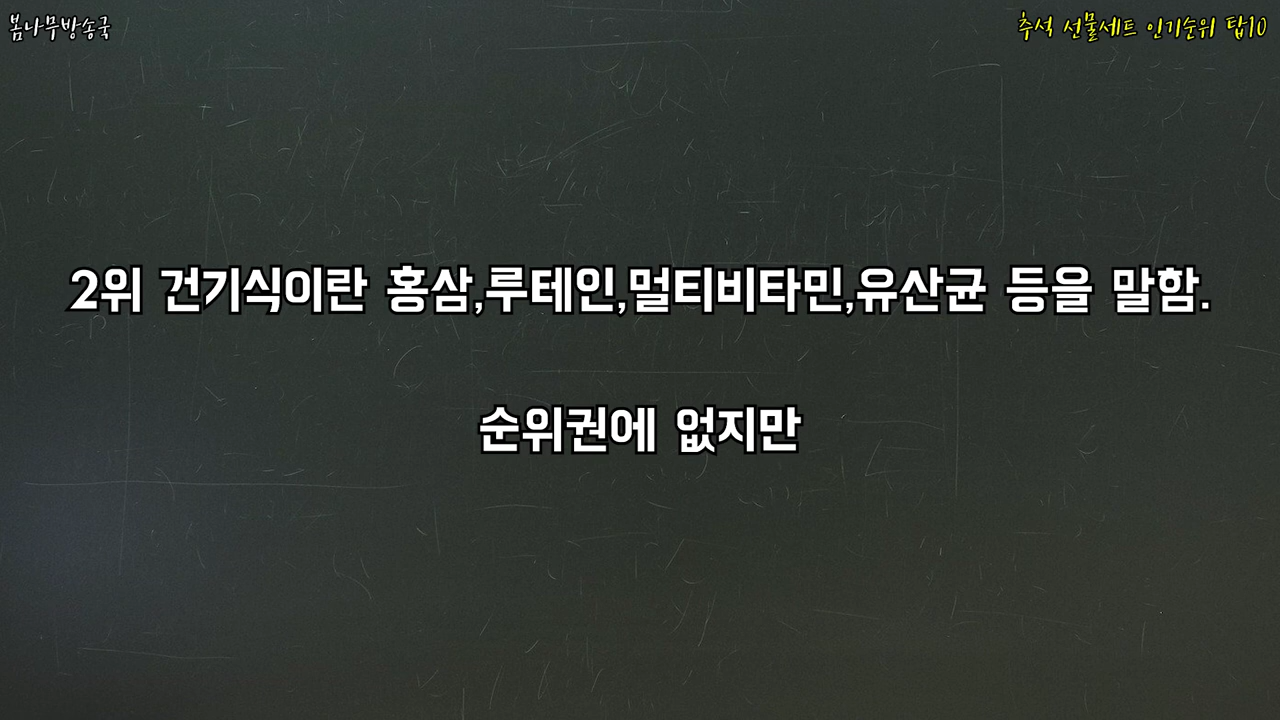 봄나무방송국
추석 선물세트 인기순위 탑10
2위 건기식이란 홍삼,루테인,멀티비타민,유산균 등을 말함.
순위권에 없지만